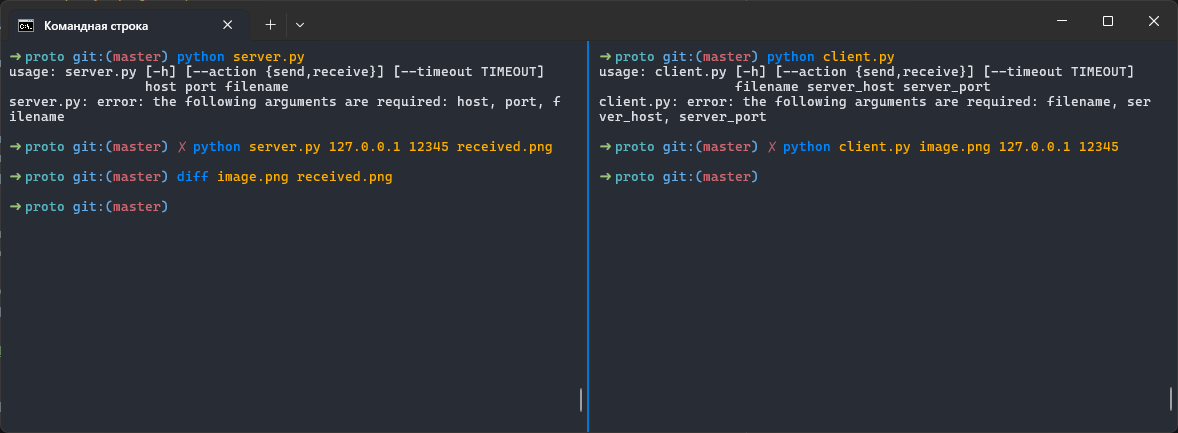 Командная строка
➜ proto git:(master) python server.py
usage: server.py [-h] [--action {send,receive}] [--timeout TIMEOUT]
host port filename
server.py: error: the following arguments are required: host, port, f
ilename
➜ proto git:(master) ✗ python server.py 127.0.0.1 12345 received.png
➜ proto git:(master) diff image.png received.png
➜ proto git:(master)
➜ proto git:(master) python client.py
usage: client.py [-h] [--action {send,receive}] [--timeout TIMEOUT]
filename server_host server_port
client.py: error: the following arguments are required: filename, ser
ver_host, server_port
➜ proto git:(master) ✗ python client.py image.png 127.0.0.1 12345
➜ proto git:(master)